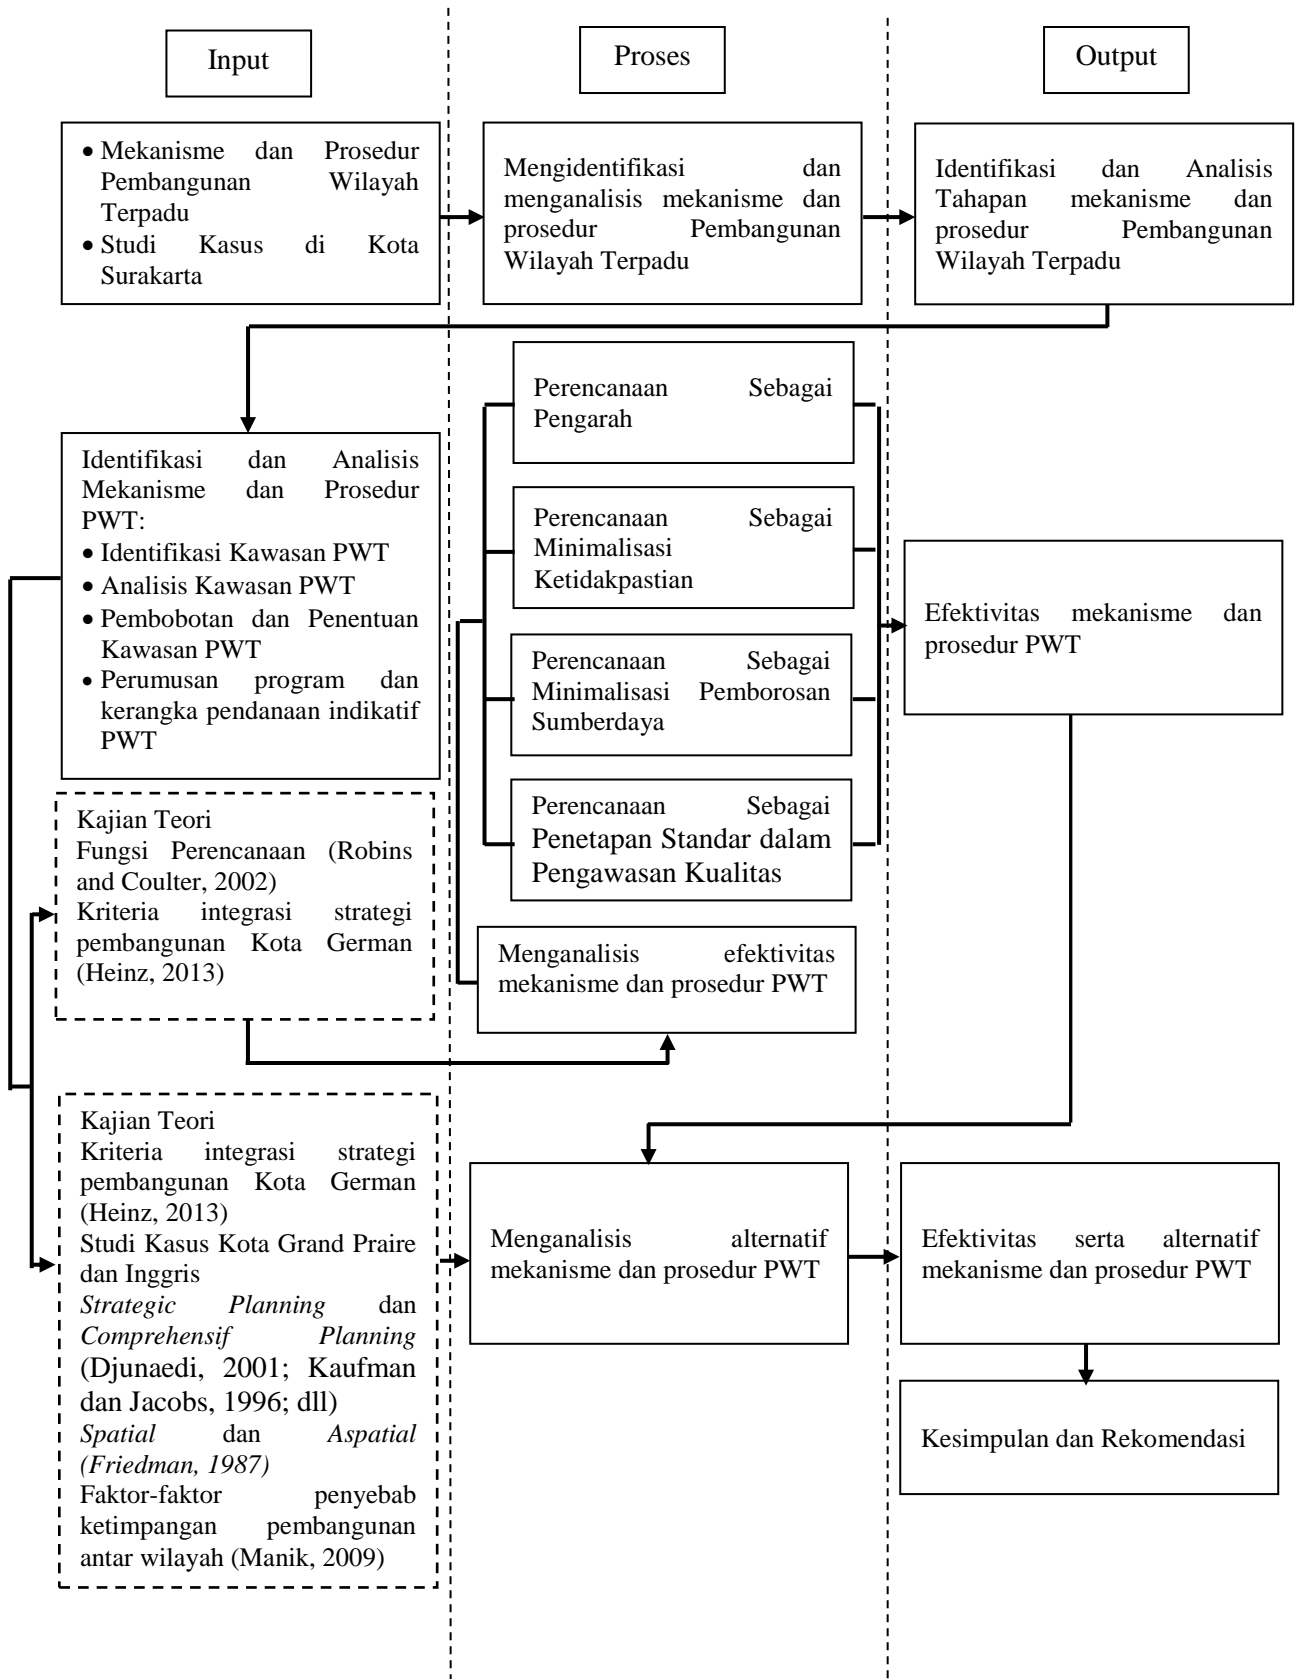 Input
Proses
Output
• Mekanisme dan Prosedur
Pembangunan Wilayah
Terpadu
• Studi Kasus di Kota
Surakarta
Mengidentifikasi dan
menganalisis mekanisme dan
prosedur Pembangunan
Wilayah Terpadu
Identifikasi dan Analisis
Tahapan mekanisme dan
prosedur Pembangunan
Wilayah Terpadu
Identifikasi dan Analisis
Mekanisme dan Prosedur
PWT:
• Identifikasi Kawasan PWT
• Analisis Kawasan PWT
• Pembobotan dan Penentuan
Kawasan PWT
• Perumusan program dan
kerangka pendanaan indikatif
PWT
Perencanaan Sebagai
Pengarah
Perencanaan Sebagai
Minimalisasi
Ketidakpastian
Perencanaan Sebagai
Minimalisasi Pemborosan
Sumberdaya
Perencanaan Sebagai
Penetapan Standar dalam
Pengawasan Kualitas
Efektivitas mekanisme dan
prosedur PWT
Kajian Teori
Fungsi Perencanaan (Robins
and Coulter, 2002)
Kriteria integrasi strategi
pembangunan Kota German
(Heinz, 2013)
Menganalisis efektivitas
mekanisme dan prosedur PWT
Kajian Teori
Kriteria integrasi strategi
pembangunan Kota German
(Heinz, 2013)
Studi Kasus Kota Grand Praire
dan Inggris
Strategic Planning dan
Comprehensif Planning
(Djunaedi, 2001; Kaufman
dan Jacobs, 1996; dll)
Spatial dan Aspatial
(Friedman, 1987)
Faktor-faktor penyebab
ketimpangan pembangunan
antar wilayah (Manik, 2009)
Menganalisis alternatif
mekanisme dan prosedur PWT
Efektivitas serta alternatif
mekanisme dan prosedur PWT
Kesimpulan dan Rekomendasi